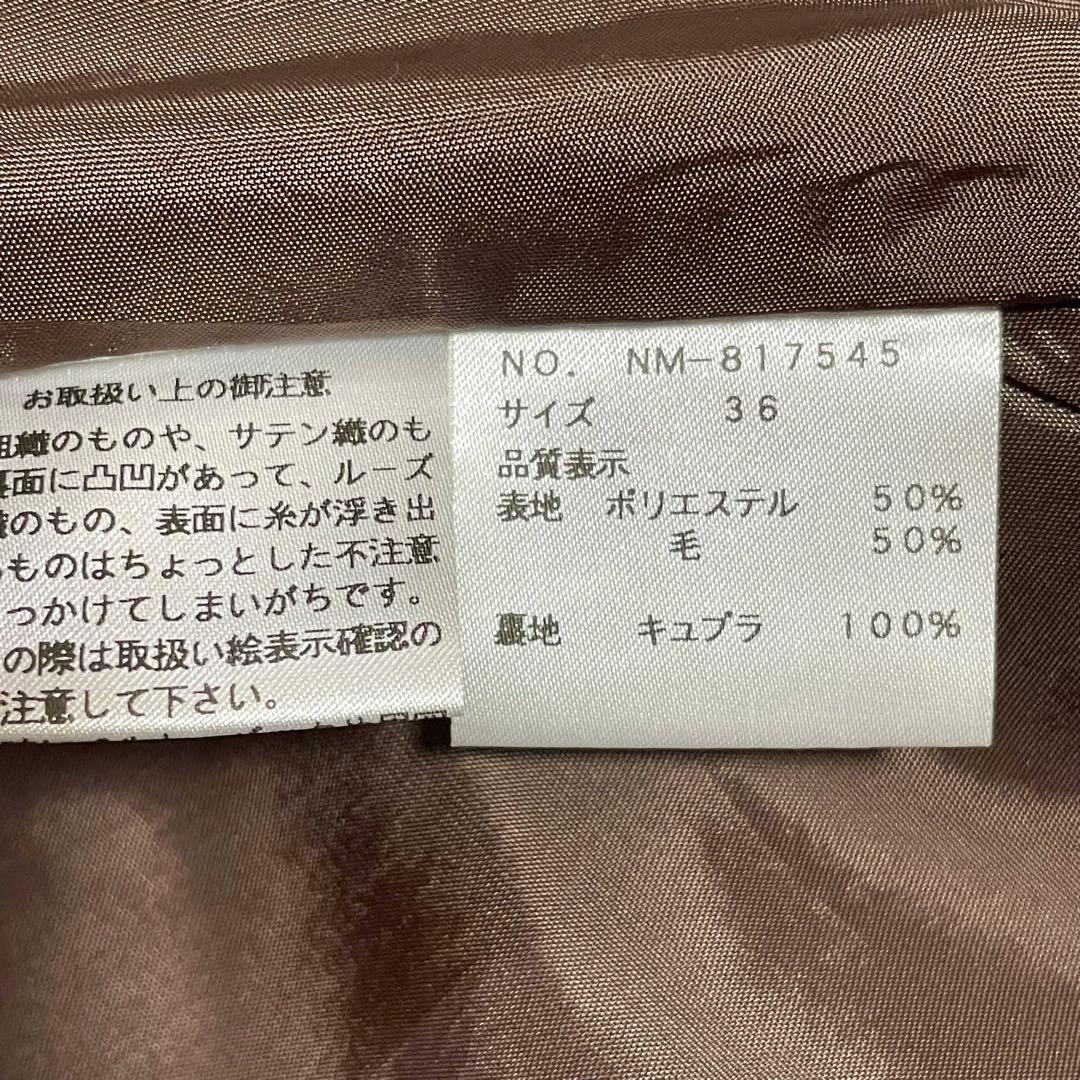 お取扱い上の御注意
組織のものや、サテン織のも
裏面に凸凹があって、ルーズ
織のもの、表面に糸が浮き出
ものはちょっとした不注意
っかけてしまいがちです。
の際は取扱い絵表示確認の
注意して下さい。
NO. NM-817545
サイズ 36
品質表示
表地 ポリエステル 50%
毛 50%
裏地 キュプラ 100%